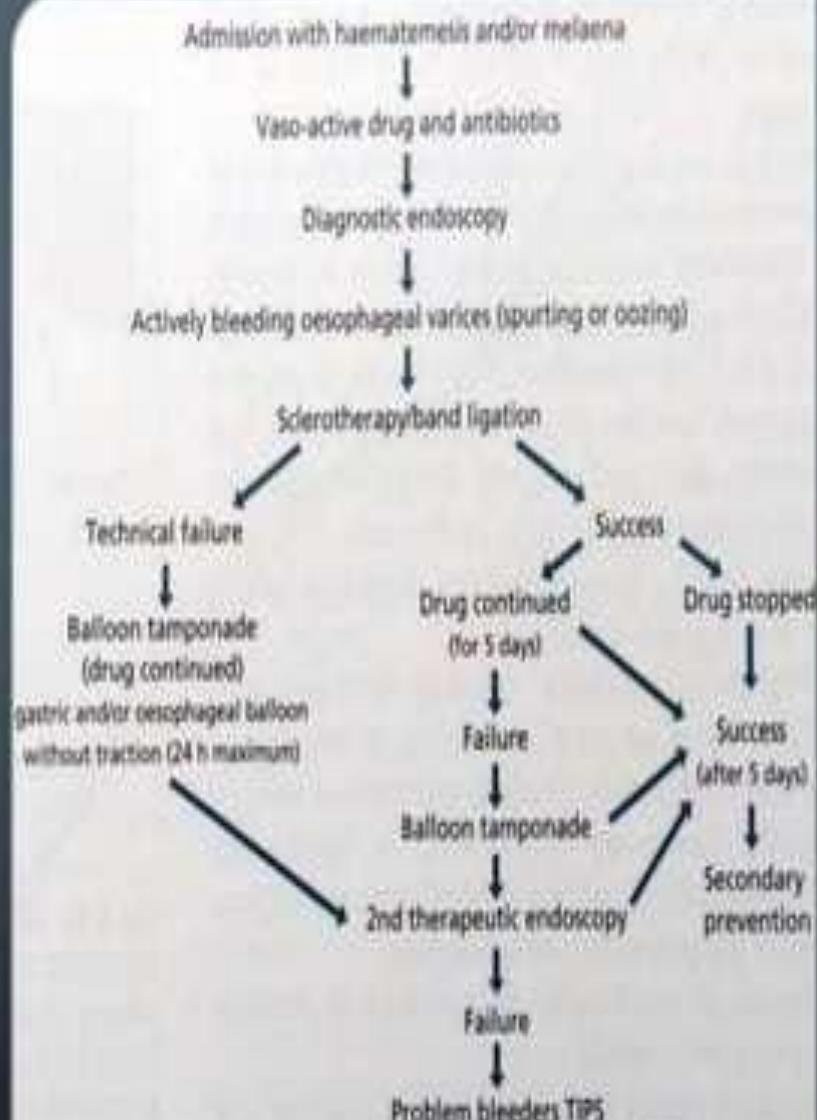 Admission with haematemesis and/or melaena
Vaso-active drug and antibiotics
Diagnostic endoscopy
Actively bleeding oesophageal varices (spurting or oozing)
Sclerotherapy/band ligation
Technical failure
Success
Balloon tamponade
(drug continued)
gastric and/or oesophageal balloon
without traction (24 h maximum)
Drug continued
(for 5 days)
Drug stopped
Failure
Success
(after 5 days)
Balloon tamponade
Secondary
prevention
2nd therapeutic endoscopy
Failure
Problem bleeders TIPS